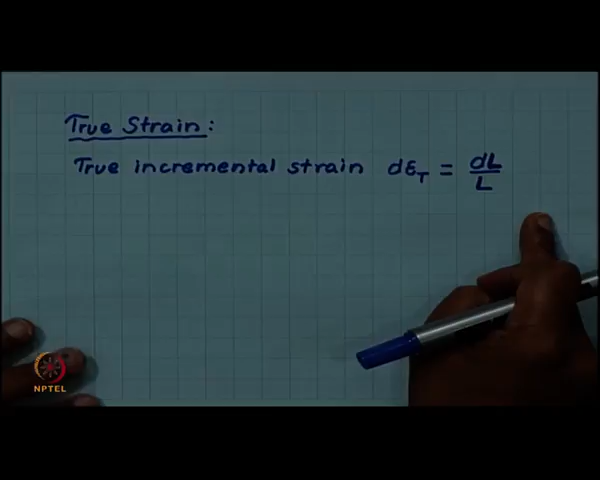 True Strain:
True incremental strain dε_T = dL/L
NPTEL